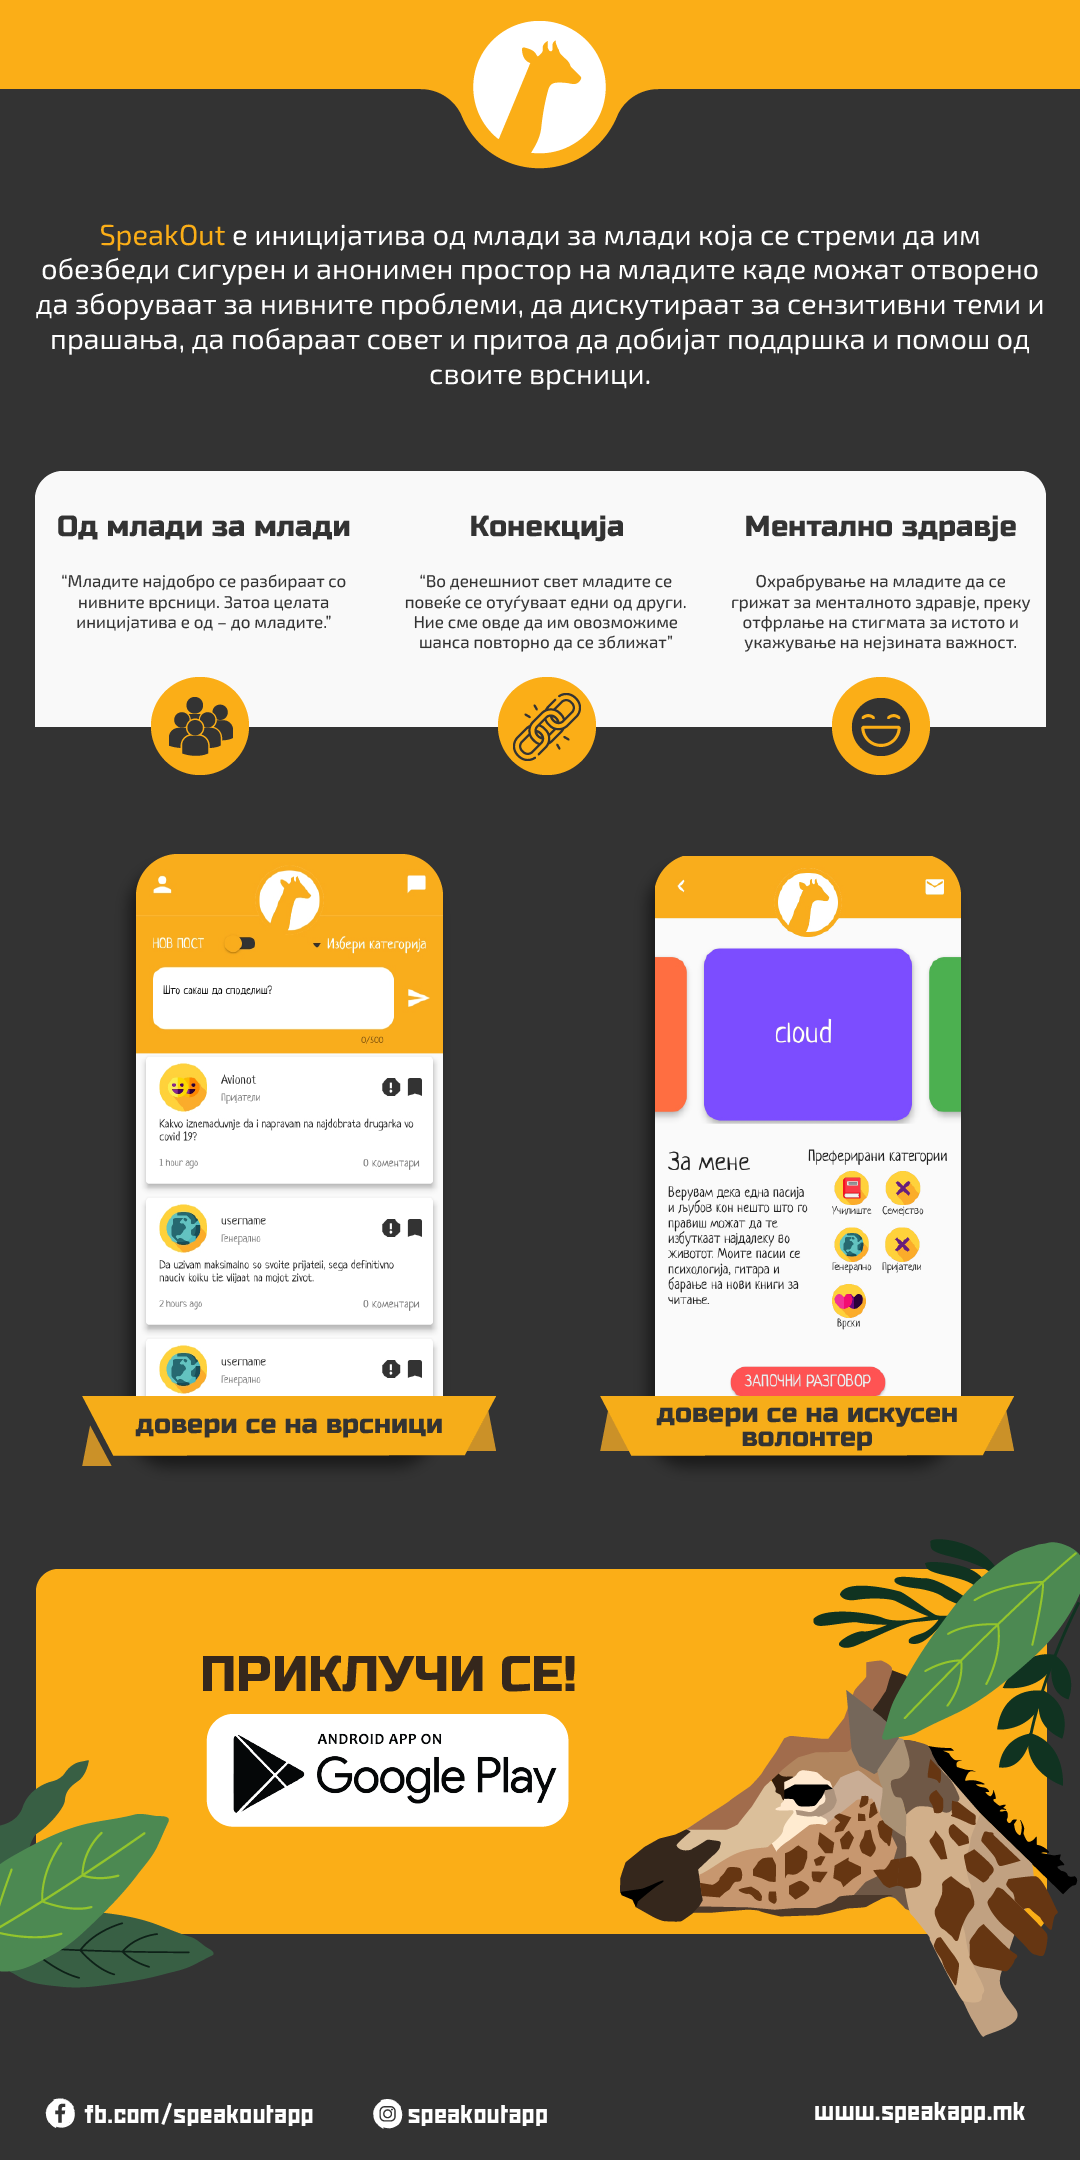 SpeakOut е иницијатива од млади за млади која се стреми да им
обезбеди сигурен и анонимен простор на младите каде можат отворено
да зборуваат за нивните проблеми, да дискутираат за сензитивни теми и
прашања, да побараат совет и притоа да добијат поддршка и помош од
своите врсници.
Од млади за млади
“Младите најдобро се разбираат со
нивните врсници. Затоа целата
иницијатива е од – до младите.”
Конекција
“Во денешниот свет младите се
повеќе се отуѓуваат едни од други.
Ние сме овде да им овозможиме
шанса повторно да се зближат”
Ментално здравје
Охрабрување на младите да се
грижат за менталното здравје, преку
отфрлање на стигмата за истото и
укажување на нејзината важност.
НОВ ПОСТ
Избери категорија
Што сакаш да споделиш?
0/500
Avionot
Пријатели
Kakvo iznemaduvnje da i napravam na najdobrata drugarka vo
covid 19?
1 hour ago
0 коментари
username
Генерално
Da uzivam maksimalno so svoite prijateli, sega definitivno
nauciv kolku tie vlijaat na mojot zivot.
2 hours ago
0 коментари
username
Генерално
довери се на врсници
cloud
За мене
Верувам дека една пасија
и љубов кон нешто што го
правиш можат да те
избуткаат најдалеку во
животот. Моите пасии се
психологија, гитара и
барање на нови книги за
читање.
Преферирани категории
Училиште
Семејство
Генерално
Пријатели
Врски
ЗАПОЧНИ РАЗГОВОР
довери се на искусен
волонтер
ПРИКЛУЧИ СЕ!
ANDROID APP ON
Google Play
fb.com/speakoutapp
speakoutapp
www.speakapp.mk